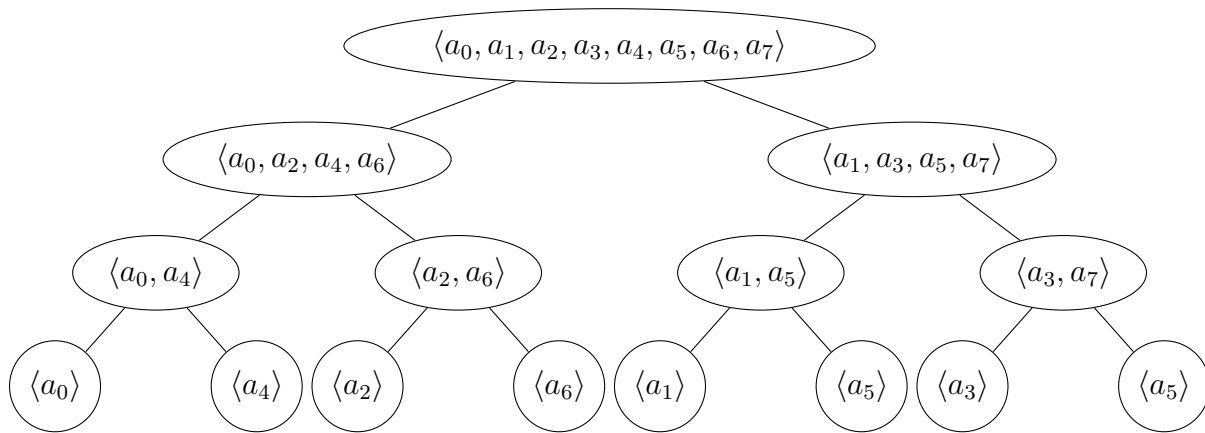 ⟨a₀, a₁, a₂, a₃, a₄, a₅, a₆, a₇⟩
⟨a₀, a₂, a₄, a₆⟩ ⟨a₁, a₃, a₅, a₇⟩
⟨a₀, a₄⟩ ⟨a₂, a₆⟩ ⟨a₁, a₅⟩ ⟨a₃, a₇⟩
⟨a₀⟩ ⟨a₄⟩ ⟨a₂⟩ ⟨a₆⟩ ⟨a₁⟩ ⟨a₅⟩ ⟨a₃⟩ ⟨a₅⟩